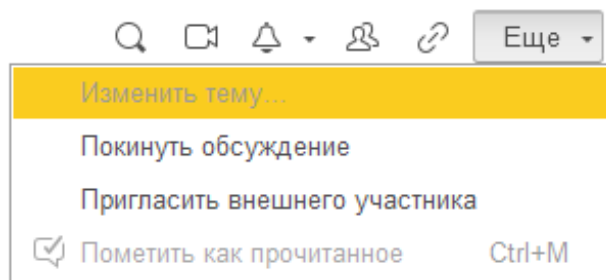 Еще
Изменить тему...
Покинуть обсуждение
Пригласить внешнего участника
Пометить как прочитанное Ctrl+M